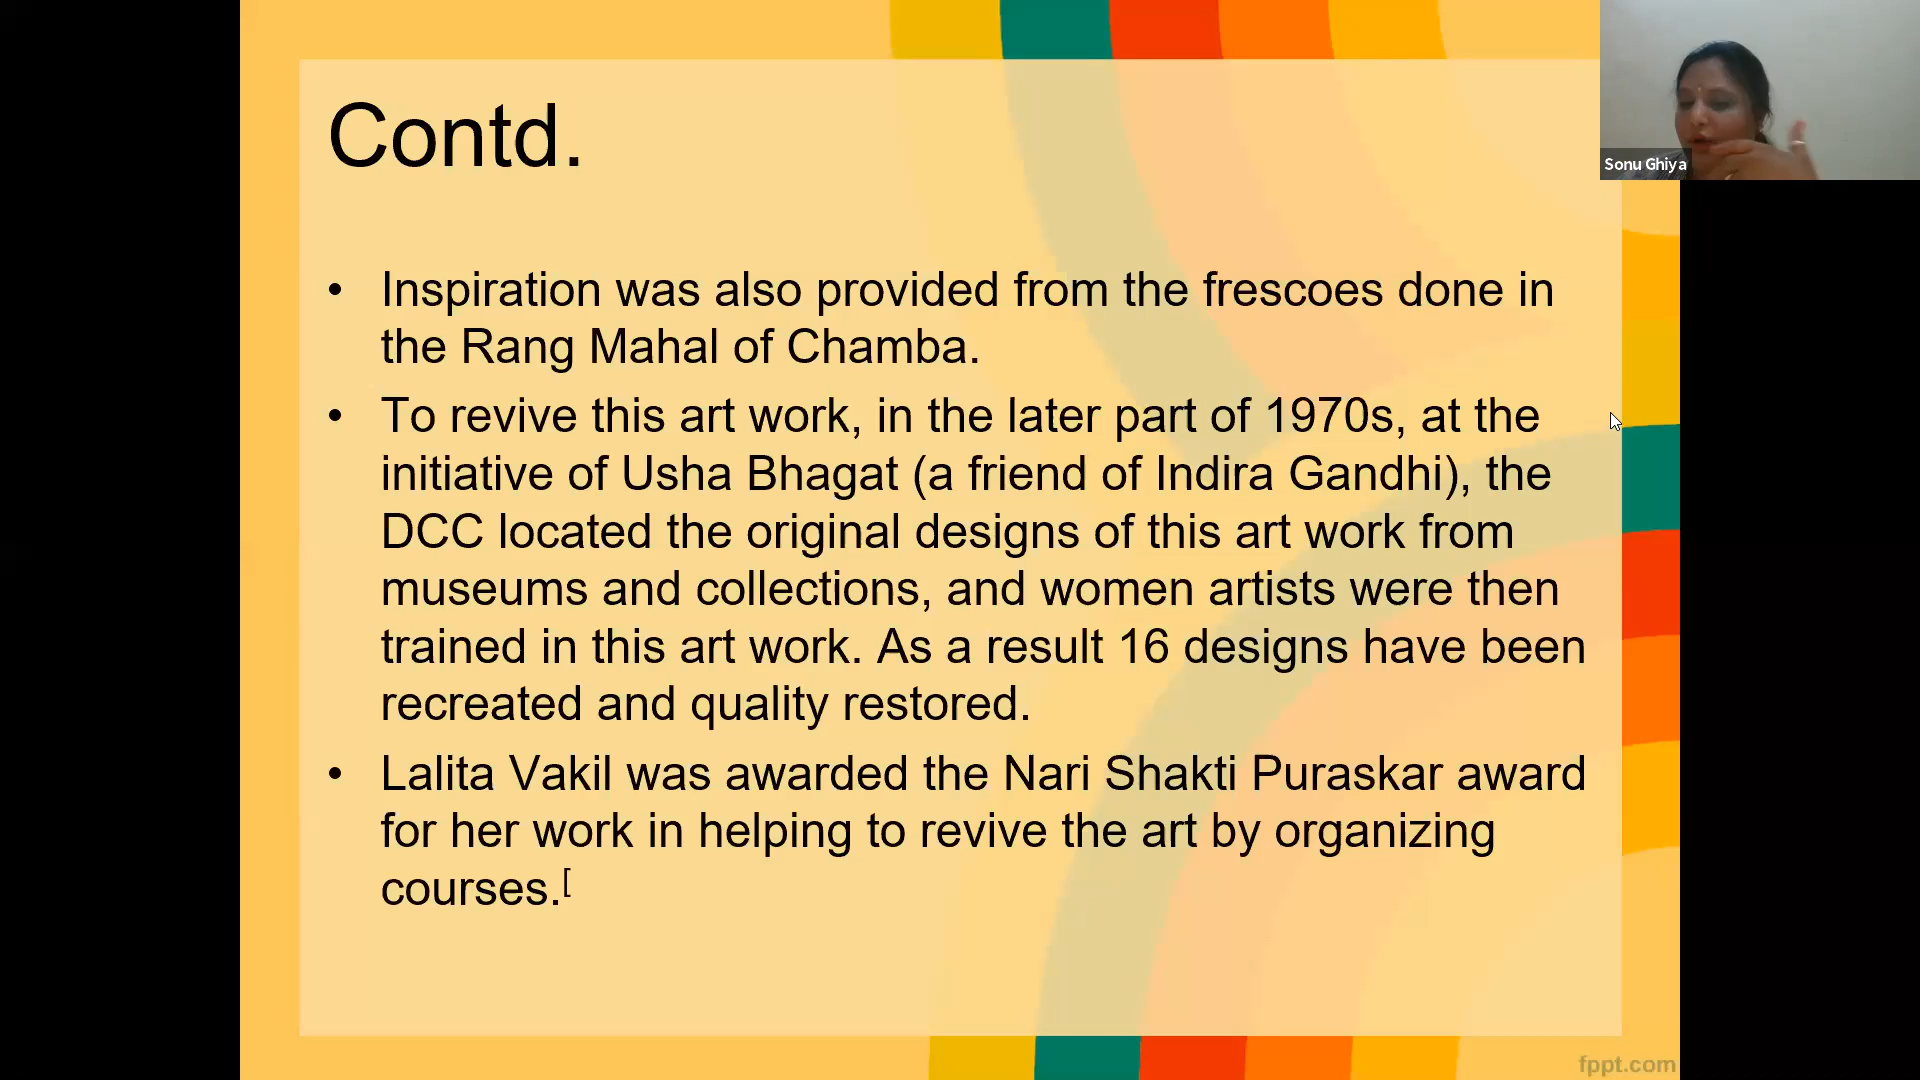 Contd.
• Inspiration was also provided from the frescoes done in
the Rang Mahal of Chamba.
• To revive this art work, in the later part of 1970s, at the
initiative of Usha Bhagat (a friend of Indira Gandhi), the
DCC located the original designs of this art work from
museums and collections, and women artists were then
trained in this art work. As a result 16 designs have been
recreated and quality restored.
• Lalita Vakil was awarded the Nari Shakti Puraskar award
for her work in helping to revive the art by organizing
courses.[
Sonu Ghiya
fppt.com